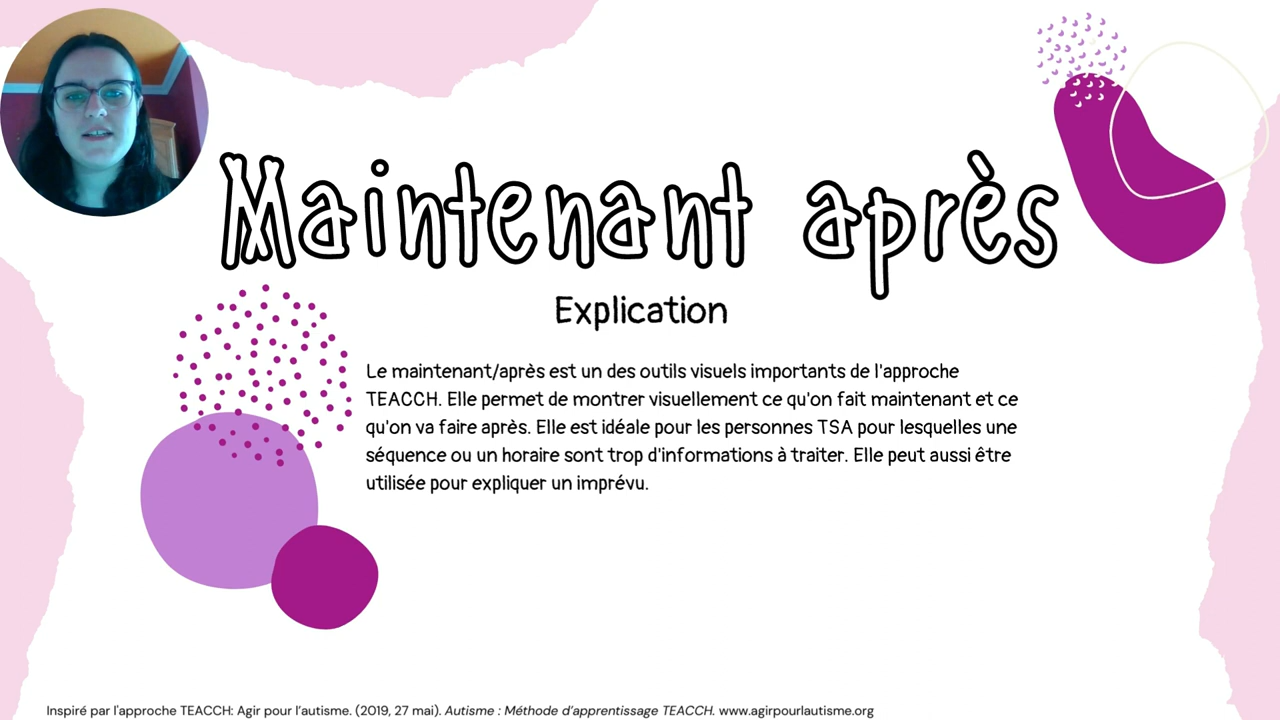 Maintenant après
Explication
Le maintenant/après est un des outils visuels importants de l'approche
TEACCH. Elle permet de montrer visuellement ce qu'on fait maintenant et ce
qu'on va faire après. Elle est idéale pour les personnes TSA pour lesquelles une
séquence ou un horaire sont trop d'informations à traiter. Elle peut aussi être
utilisée pour expliquer un imprévu.
Inspiré par l'approche TEACCH: Agir pour l’autisme. (2019, 27 mai). Autisme : Méthode d’apprentissage TEACCH. www.agirpourlautisme.org